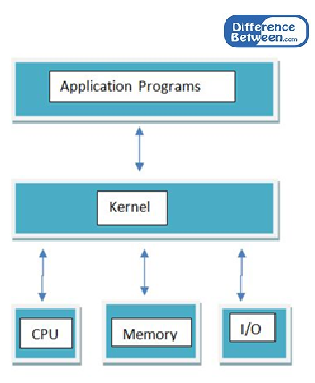 Difference
Between.com
Application Programs
Kernel
CPU
Memory
I/O